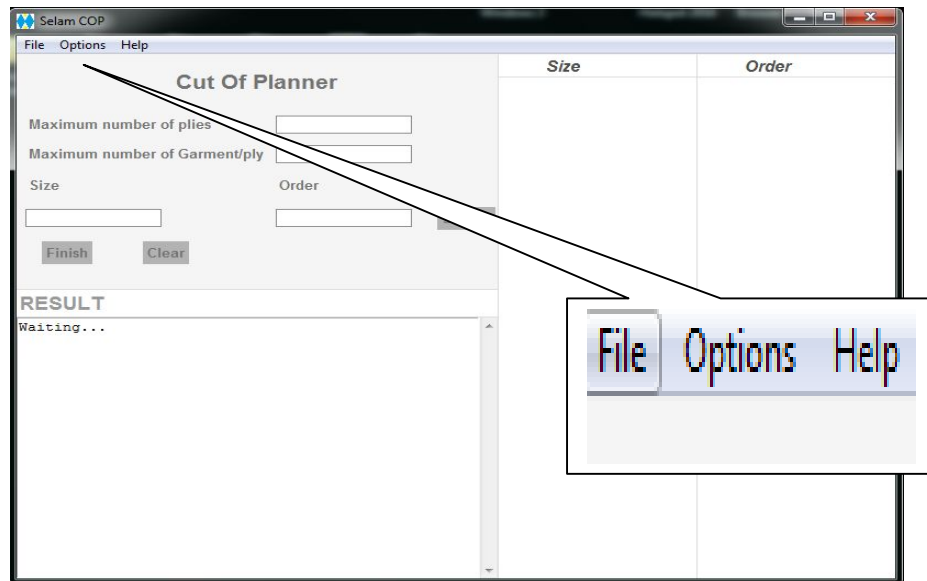 Selam COP
File Options Help
Cut Of Planner
Maximum number of plies
Maximum number of Garment/ply
Size Order
Finish Clear
RESULT
Waiting...
Size Order
File Options Help